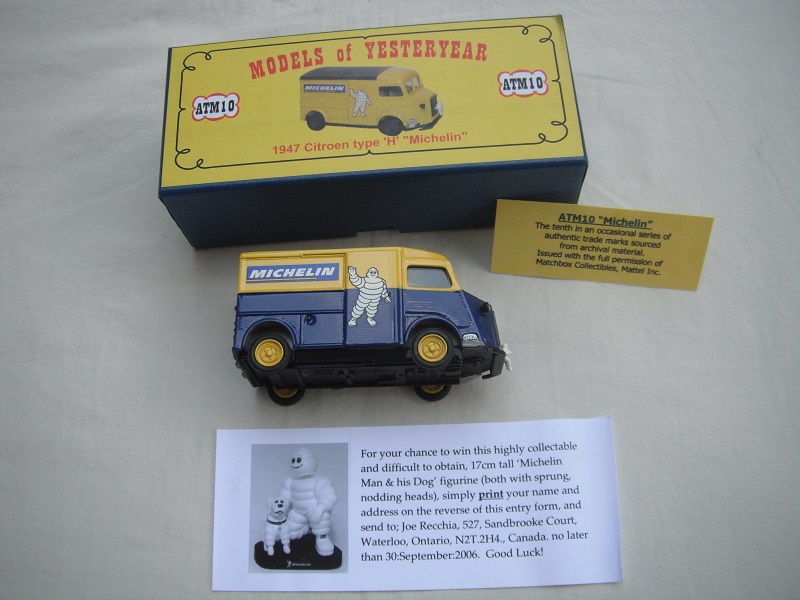 MODELS of YESTERYEAR
ATM10
MICHELIN
ATM10
1947 Citroen type 'H' "Michelin"
ATM10 "Michelin"
The tenth in an occasional series of
authentic trade marks sourced
from archival material.
Issued with the full permission of
Matchbox Collectibles, Mattel Inc.
MICHELIN
For your chance to win this highly collectable
and difficult to obtain, 17cm tall 'Michelin
Man & his Dog' figurine (both with sprung,
nodding heads), simply print your name and
address on the reverse of this entry form, and
send to; Joe Recchia, 527, Sandbrooke Court,
Waterloo, Ontario, N2T.2H4., Canada. no later
than 30:September:2006. Good Luck!